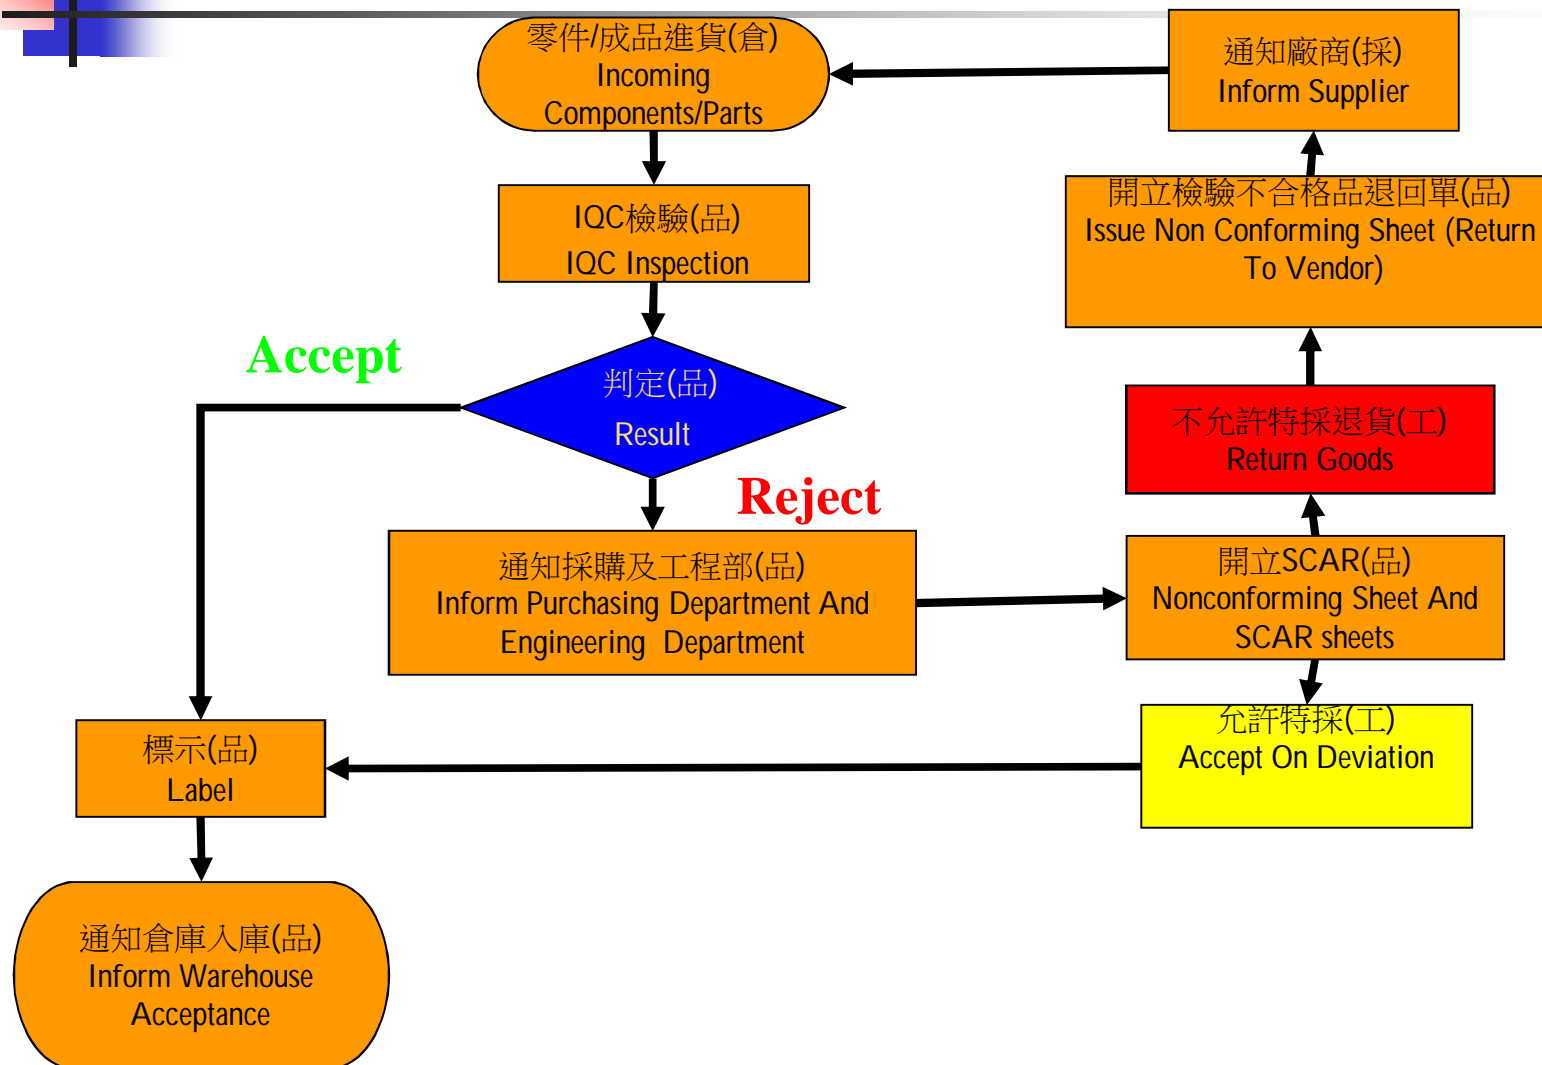 零件/成品進貨(倉)
Incoming
Components/Parts
通知廠商(採)
Inform Supplier
開立檢驗不合格品退回單(品)
Issue Non Conforming Sheet (Return
To Vendor)
IQC檢驗(品)
IQC Inspection
Accept
判定(品)
Result
不允許特採退貨(工)
Return Goods
Reject
通知採購及工程部(品)
Inform Purchasing Department And
Engineering Department
開立SCAR(品)
Nonconforming Sheet And
SCAR sheets
允許特採(工)
Accept On Deviation
標示(品)
Label
通知倉庫入庫(品)
Inform Warehouse
Acceptance